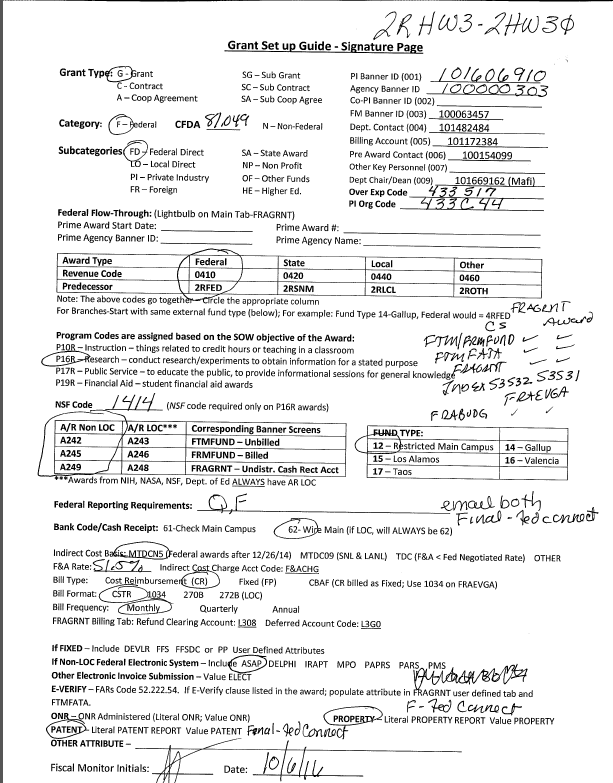 2RHW3-2HW30
Grant Set up Guide - Signature Page
Grant Type: G - Grant SG – Sub Grant PI Banner ID (001) 101606910
C - Contract SC – Sub Contract Agency Banner ID 100000303
A – Coop Agreement SA – Sub Coop Agree Co-PI Banner ID (002)
FM Banner ID (003) 100063457
Category: F – Federal CFDA 81.049 N – Non-Federal Dept. Contact (004) 101482484
Billing Account (005) 101172384
Subcategories: FD – Federal Direct SA – State Award Pre Award Contact (006) 100154099
LO – Local Direct NP – Non Profit Other Key Personnel (007)
PI – Private Industry OF – Other Funds Dept Chair/Dean (009) 101669162 (Mafi)
FR – Foreign HE – Higher Ed. Over Exp Code 433517
PI Org Code 433C44
Federal Flow-Through: (Lightbulb on Main Tab-FRAGRNT)
Prime Award Start Date: Prime Award #:
Prime Agency Banner ID: Prime Agency Name:
Award Type Federal State Local Other
Revenue Code 0410 0420 0440 0460
Predecessor 2RFED 2RSNM 2RLCL 2ROTH
Note: The above codes go together – Circle the appropriate column
For Branches-Start with same external fund type (below); For example: Fund Type 14-Gallup, Federal would = 4RFED
FRAGRNT
CS Award
Program Codes are assigned based on the SOW objective of the Award:
FTM/FRMFUND
P10R – Instruction – things related to credit hours or teaching in a classroom
FTMFATA
P16R – Research – conduct research/experiments to obtain information for a stated purpose
FRAGRNT
P17R – Public Service – to educate the public, to provide informational sessions for general knowledge
INDEX 53532 53531
P19R – Financial Aid – student financial aid awards
FRAEVGA
NSF Code 1414 (NSF code required only on P16R awards)
FRABUDG
A/R Non LOC A/R LOC*** Corresponding Banner Screens
A242 A243 FTMFUND – Unbilled
A245 A246 FRMFUND – Billed
A249 A248 FRAGRNT – Undistr. Cash Rect Acct
FUND TYPE:
12 – Restricted Main Campus 14 – Gallup
15 – Los Alamos 16 – Valencia
17 – Taos
***Awards from NIH, NASA, NSF, Dept. of Ed ALWAYS have AR LOC
Federal Reporting Requirements: Q, F
email both
Final - Fed connect
Bank Code/Cash Receipt: 61-Check Main Campus 62- Wire Main (if LOC, will ALWAYS be 62)
Indirect Cost Basis: MTDCN5 (Federal awards after 12/26/14) MTDC09 (SNL & LANL) TDC (F&A < Fed Negotiated Rate) OTHER
F&A Rate: 51.5% Indirect Cost Charge Acct Code: F&ACHG
Bill Type: Cost Reimbursement (CR) Fixed (FP) CBAF (CR billed as Fixed; Use 1034 on FRAEVGA)
Bill Format: CSTR 1034 270B 272B (LOC)
Bill Frequency: Monthly Quarterly Annual
FRAGRNT Billing Tab: Refund Clearing Account: L308 Deferred Account Code: L3G0
If FIXED – Include DEVLR FFS FFSDC or PP User Defined Attributes
If Non-LOC Federal Electronic System – Include ASAP DELPHI IRAPT MPO PAPRS PARS PMS
Other Electronic Invoice Submission – Value ELECT
E-VERIFY – FARs Code 52.222.54. If E-Verify clause listed in the award; populate attribute in FRAGRNT user defined tab and
FTMFATA.
F - Fed Connect
ONR – ONR Administered (Literal ONR; Value ONR) PROPERTY – Literal PROPERTY REPORT Value PROPERTY
PATENT – Literal PATENT REPORT Value PATENT Final - Fed Connect
OTHER ATTRIBUTE -
Fiscal Monitor Initials: Date: 10/6/16